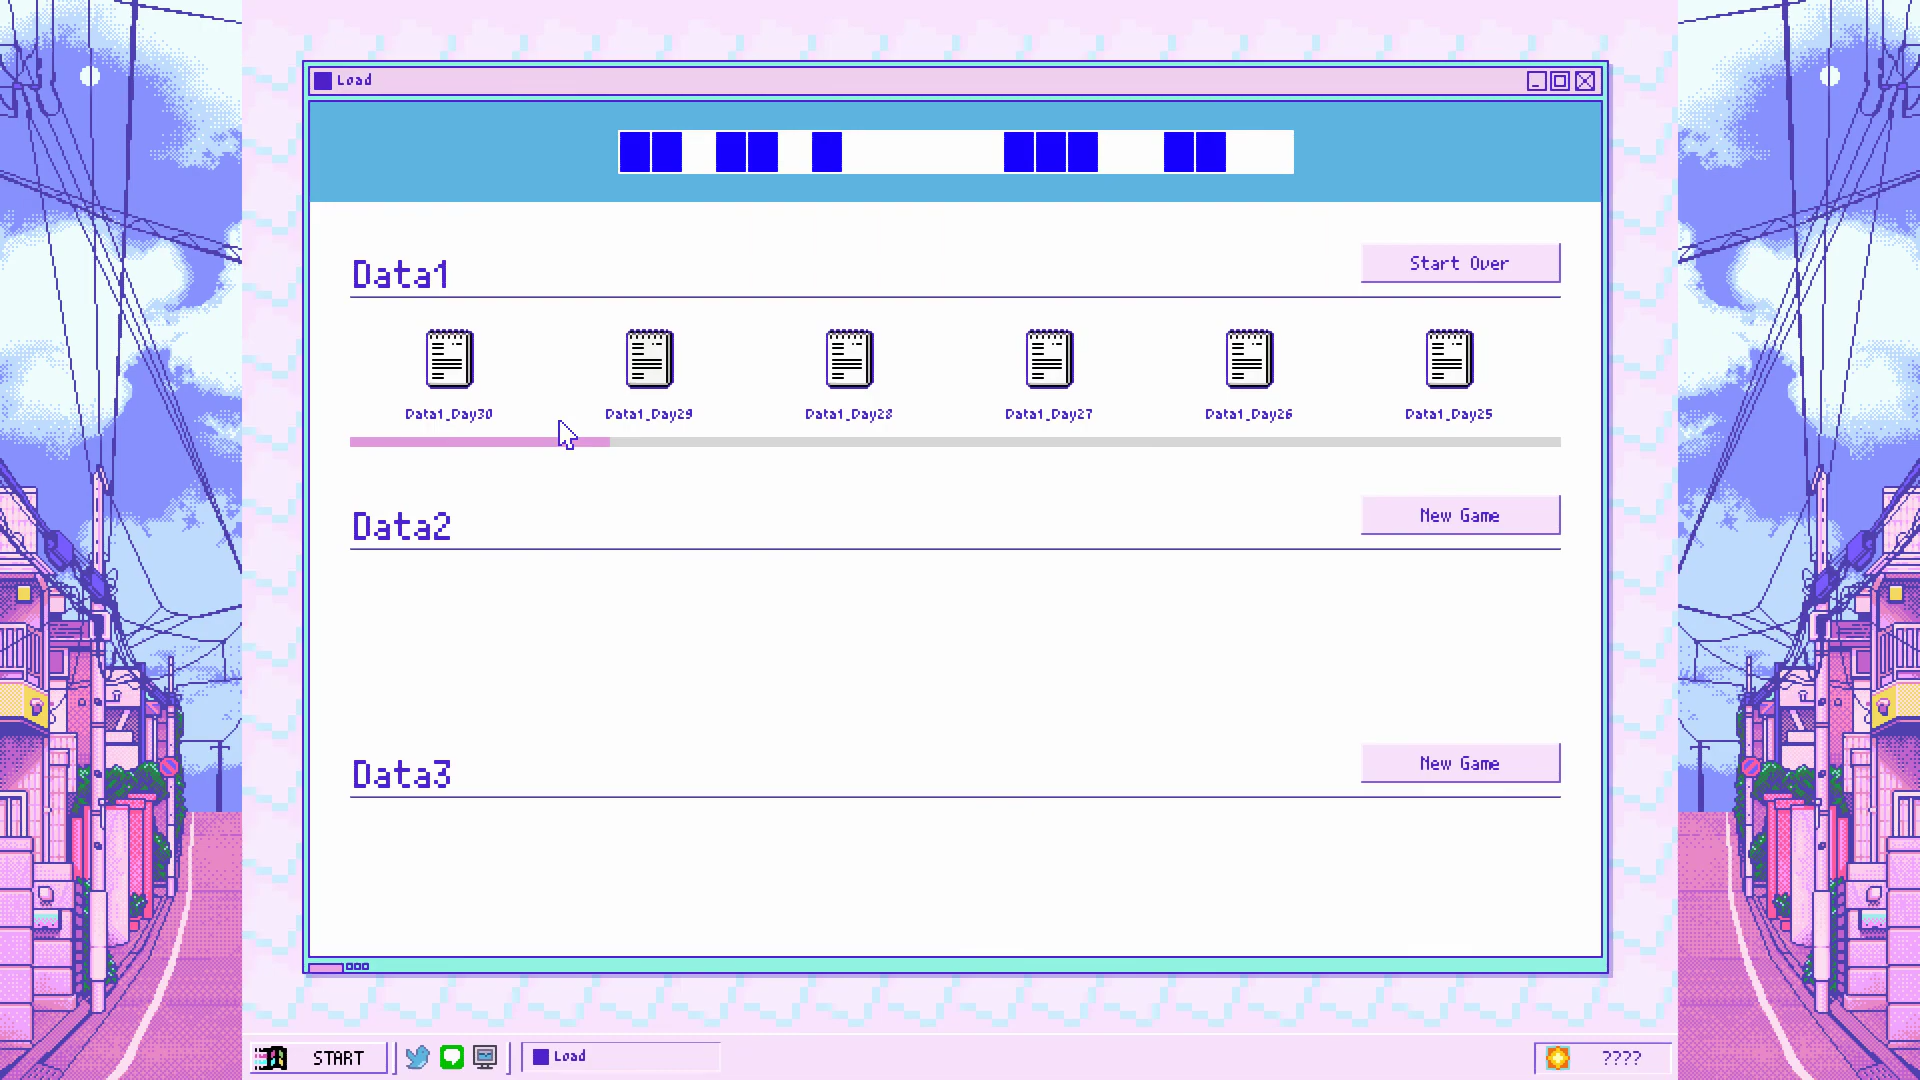 Load
Data1
Start Over
Data1_Day30
Data1_Day29
Data1_Day28
Data1_Day27
Data1_Day26
Data1_Day25
Data2
New Game
Data3
New Game
START
Load
????